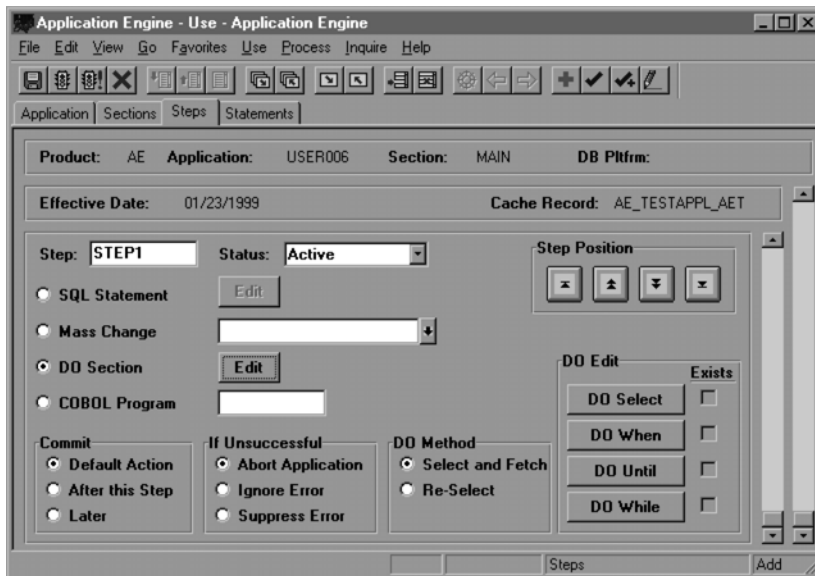 Application Engine - Use - Application Engine
File Edit View Go Favorites Use Process Inquire Help
Application Sections Steps Statements
Product: AE Application: USER006 Section: MAIN DB Pltfrm:
Effective Date: 01/23/1999 Cache Record: AE_TESTAPPL_AET
Step: STEP1 Status: Active Step Position
SQL Statement Edit
Mass Change
DO Section Edit
COBOL Program
DO Edit Exists
DO Select
DO When
DO Until
DO While
Commit
Default Action
After this Step
Later
If Unsuccessful
Abort Application
Ignore Error
Suppress Error
DO Method
Select and Fetch
Re-Select
Steps Add